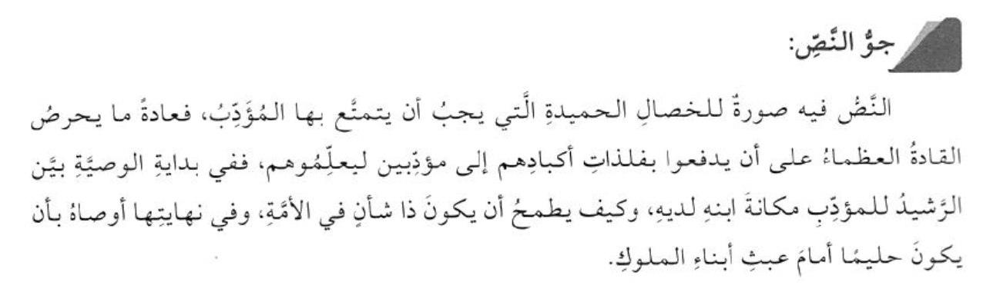 جوُّ النَّصِّ:
النَّصُّ فيه صورةٌ للخصالِ الحميدةِ الَّتي يجبُ أن يتمتَّع بها المُؤَدِّبُ، فعادةً ما يحرصُ
القادةُ العظماءُ على أن يدفعوا بفلذاتِ أكبادِهم إلى مؤدِّبين ليعلِّمُوهم، ففي بدايةِ الوصيَّةِ بيَّن
الرَّشيدُ للمؤدِّبِ مكانةَ ابنهِ لديهِ، وكيف يطمحُ أن يكونَ ذا شأنٍ في الأمَّةِ، وفي نهايتِها أوصاهُ بأن
يكونَ حليمًا أمامَ عبثِ أبناءِ الملوكِ.